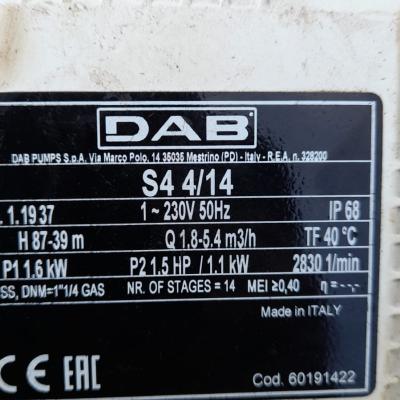 DAB
DAB PUMPS S.p.A. Via Marco Polo, 14 35035 Mestrino (PD) - Italy - R.E.A. n. 328200
S4 4/14
. 1.19 37 1 ~ 230V 50Hz IP 68
H 87-39 m Q 1.8-5.4 m3/h TF 40 °C
P1 1.6 kW P2 1.5 HP / 1.1 kW 2830 1/min
SS, DNM=1"1/4 GAS NR. OF STAGES = 14 MEI ≥0,40 η = -.-
Made in ITALY
CE EAC
Cod. 60191422